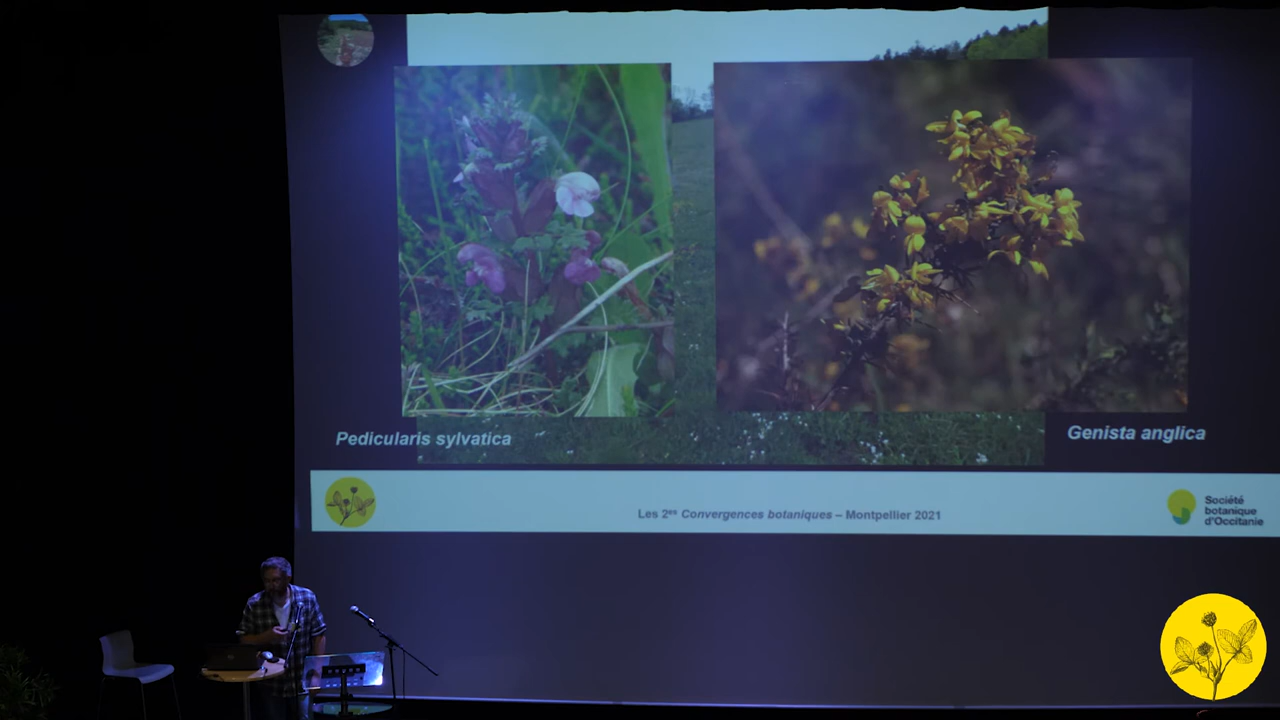 Pedicularis sylvatica
Genista anglica
Les 2es Convergences botaniques – Montpellier 2021
Société
botanique
d'Occitanie